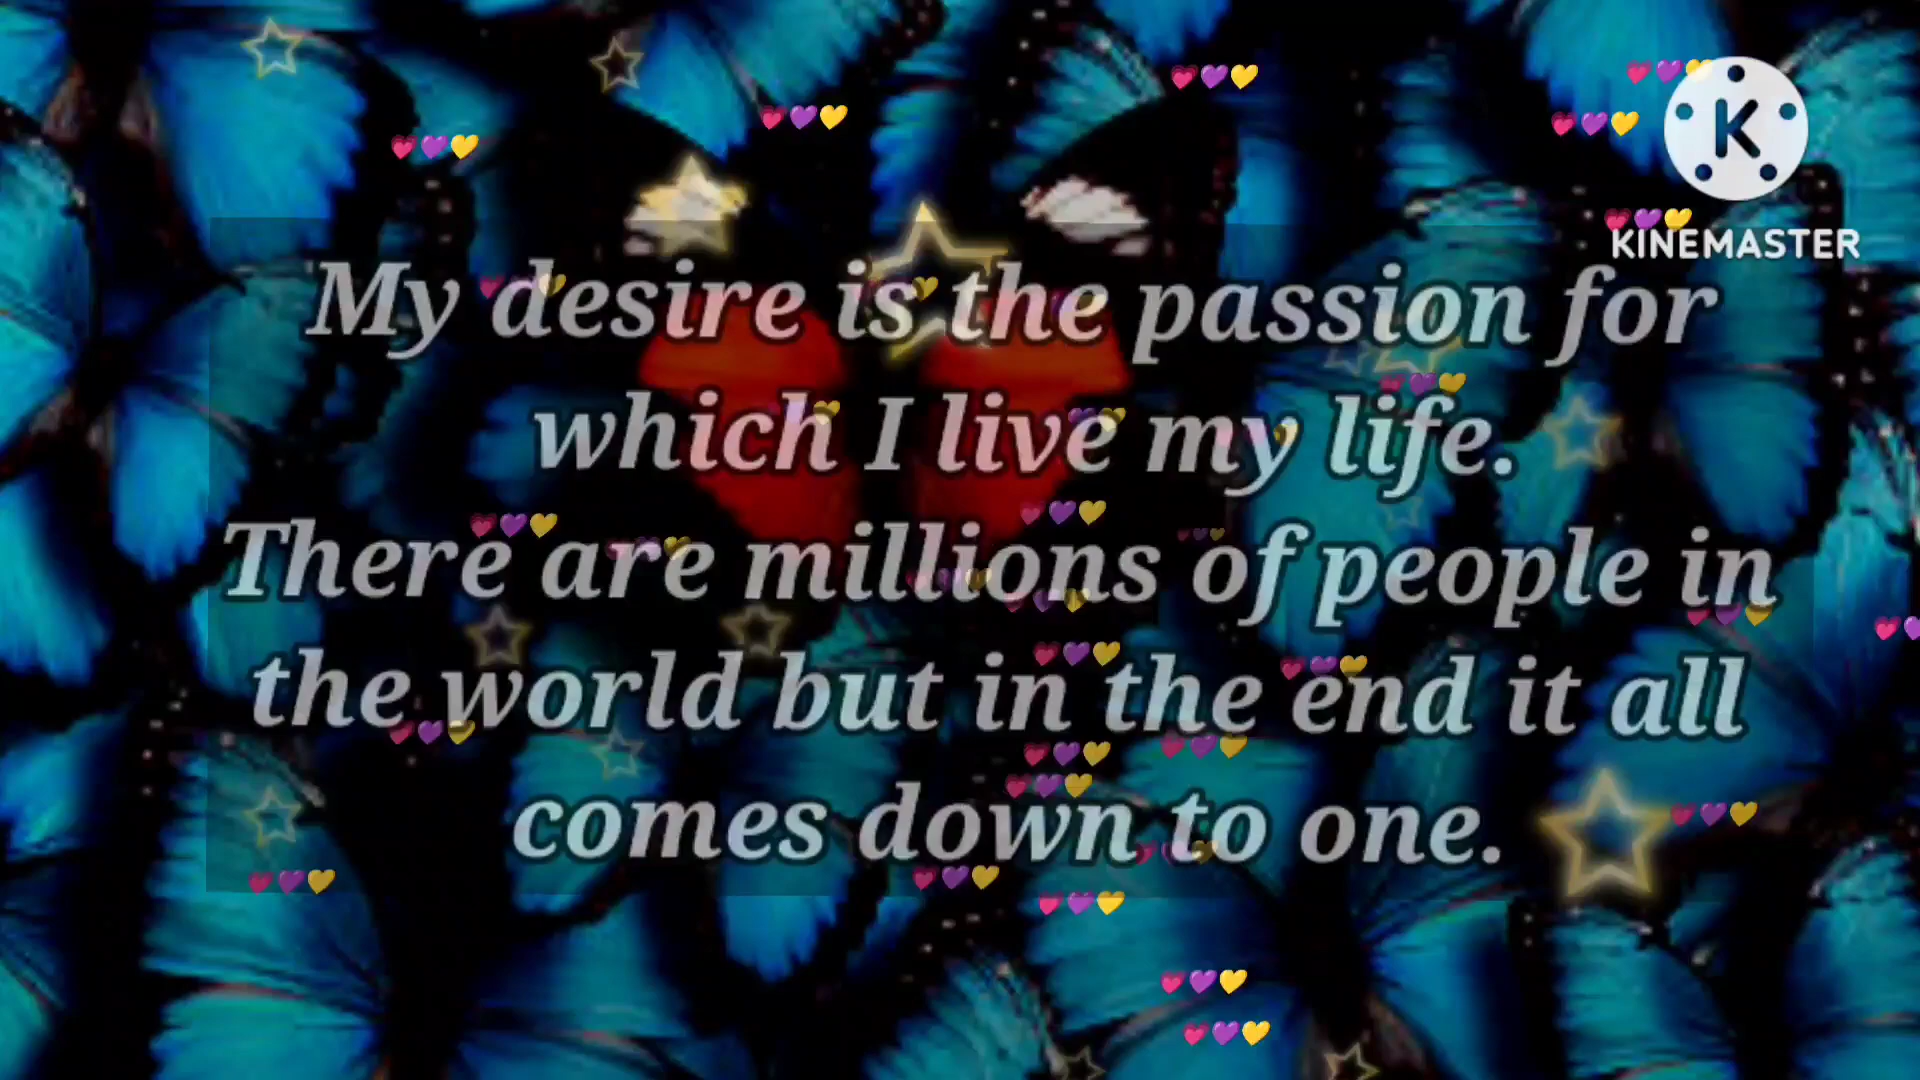 KINEMASTER
My desire is the passion for
which I live my life.
There are millions of people in
the world but in the end it all
comes down to one.